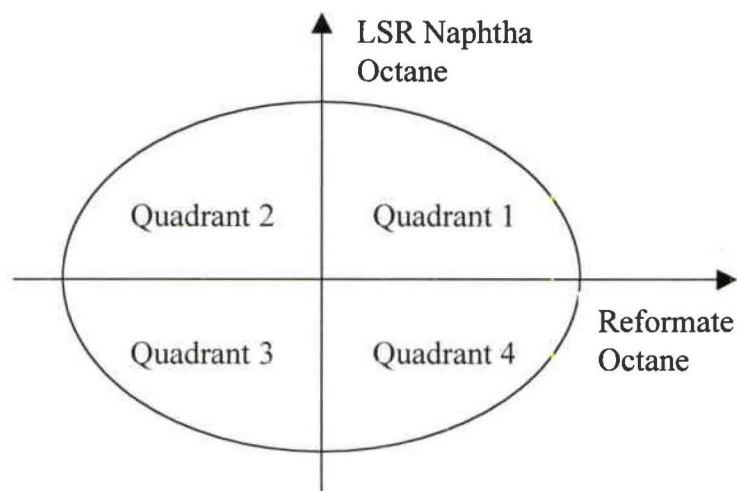 LSR Naphtha
Octane
Quadrant 2
Quadrant 1
Reformate
Octane
Quadrant 3
Quadrant 4